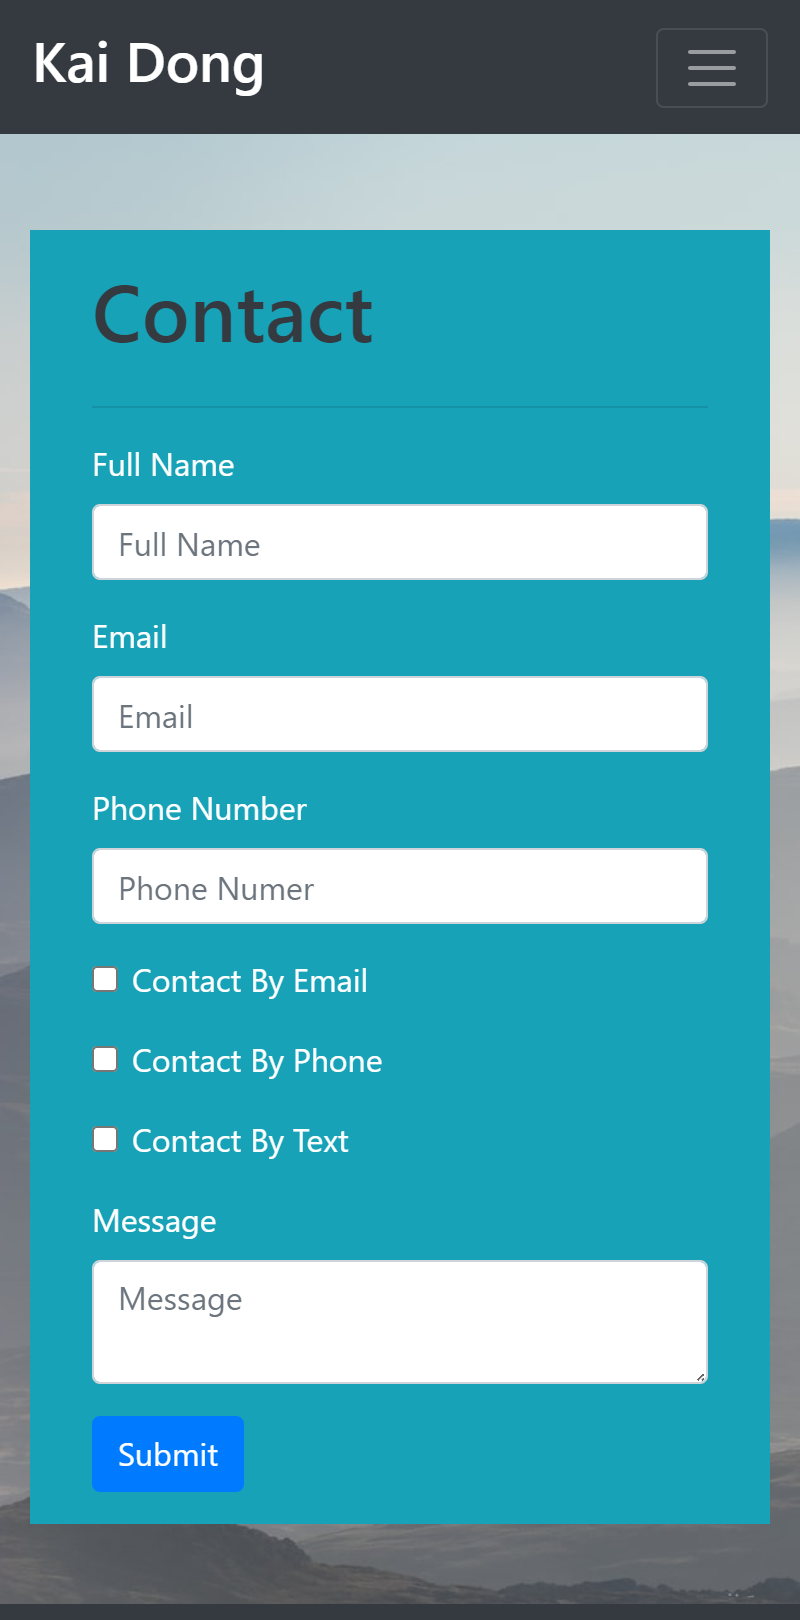 Kai Dong
Contact
Full Name
Full Name
Email
Email
Phone Number
Phone Numer
Contact By Email
Contact By Phone
Contact By Text
Message
Message
Submit